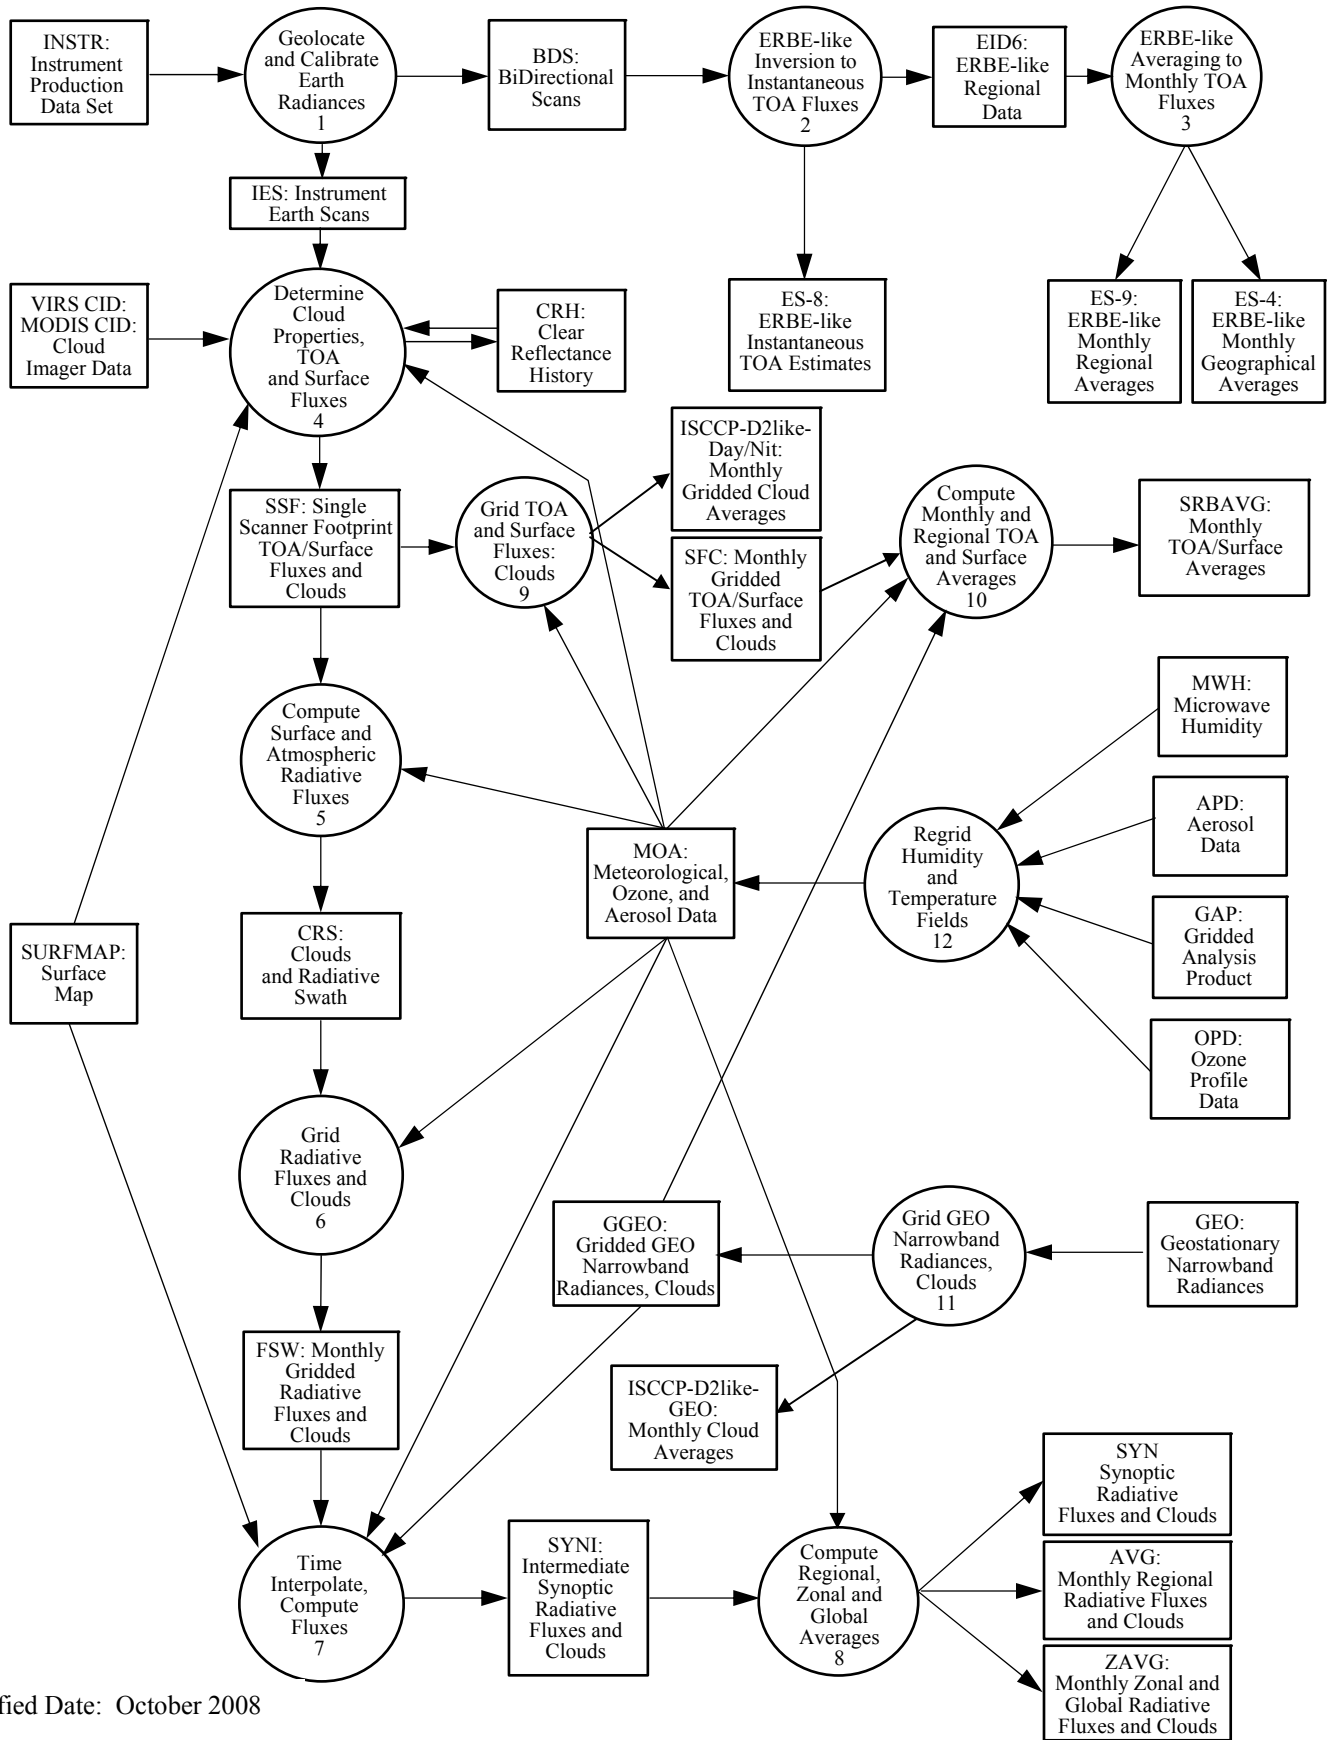 INSTR:
Instrument
Production
Data Set
Geolocate
and Calibrate
Earth
Radiances
1
BDS:
BiDirectional
Scans
ERBE-like
Inversion to
Instantaneous
TOA Fluxes
2
EID6:
ERBE-like
Regional
Data
ERBE-like
Averaging to
Monthly TOA
Fluxes
3
IES: Instrument
Earth Scans
VIRS CID:
MODIS CID:
Cloud
Imager Data
Determine
Cloud
Properties,
TOA
and Surface
Fluxes
4
CRH:
Clear
Reflectance
History
ES-8:
ERBE-like
Instantaneous
TOA Estimates
ES-9:
ERBE-like
Monthly
Regional
Averages
ES-4:
ERBE-like
Monthly
Geographical
Averages
SSF: Single
Scanner Footprint
TOA/Surface
Fluxes and
Clouds
Grid TOA
and Surface
Fluxes:
Clouds
9
ISCCP-D2like-
Day/Nit:
Monthly
Gridded Cloud
Averages
SFC: Monthly
Gridded
TOA/Surface
Fluxes and
Clouds
Compute
Monthly and
Regional TOA
and Surface
Averages
10
SRBAVG:
Monthly
TOA/Surface
Averages
Compute
Surface and
Atmospheric
Radiative
Fluxes
5
MWH:
Microwave
Humidity
APD:
Aerosol
Data
MOA:
Meteorological,
Ozone, and
Aerosol Data
Regrid
Humidity
and
Temperature
Fields
12
GAP:
Gridded
Analysis
Product
SURFMAP:
Surface
Map
CRS:
Clouds
and Radiative
Swath
OPD:
Ozone
Profile
Data
Grid
Radiative
Fluxes and
Clouds
6
GGEO:
Gridded GEO
Narrowband
Radiances, Clouds
Grid GEO
Narrowband
Radiances,
Clouds
11
GEO:
Geostationary
Narrowband
Radiances
FSW: Monthly
Gridded
Radiative
Fluxes and
Clouds
ISCCP-D2like-
GEO:
Monthly Cloud
Averages
Time
Interpolate,
Compute
Fluxes
7
SYNI:
Intermediate
Synoptic
Radiative
Fluxes and
Clouds
Compute
Regional,
Zonal and
Global
Averages
8
SYN
Synoptic
Radiative
Fluxes and Clouds
AVG:
Monthly Regional
Radiative Fluxes
and Clouds
ZAVG:
Monthly Zonal and
Global Radiative
Fluxes and Clouds
fied Date: October 2008